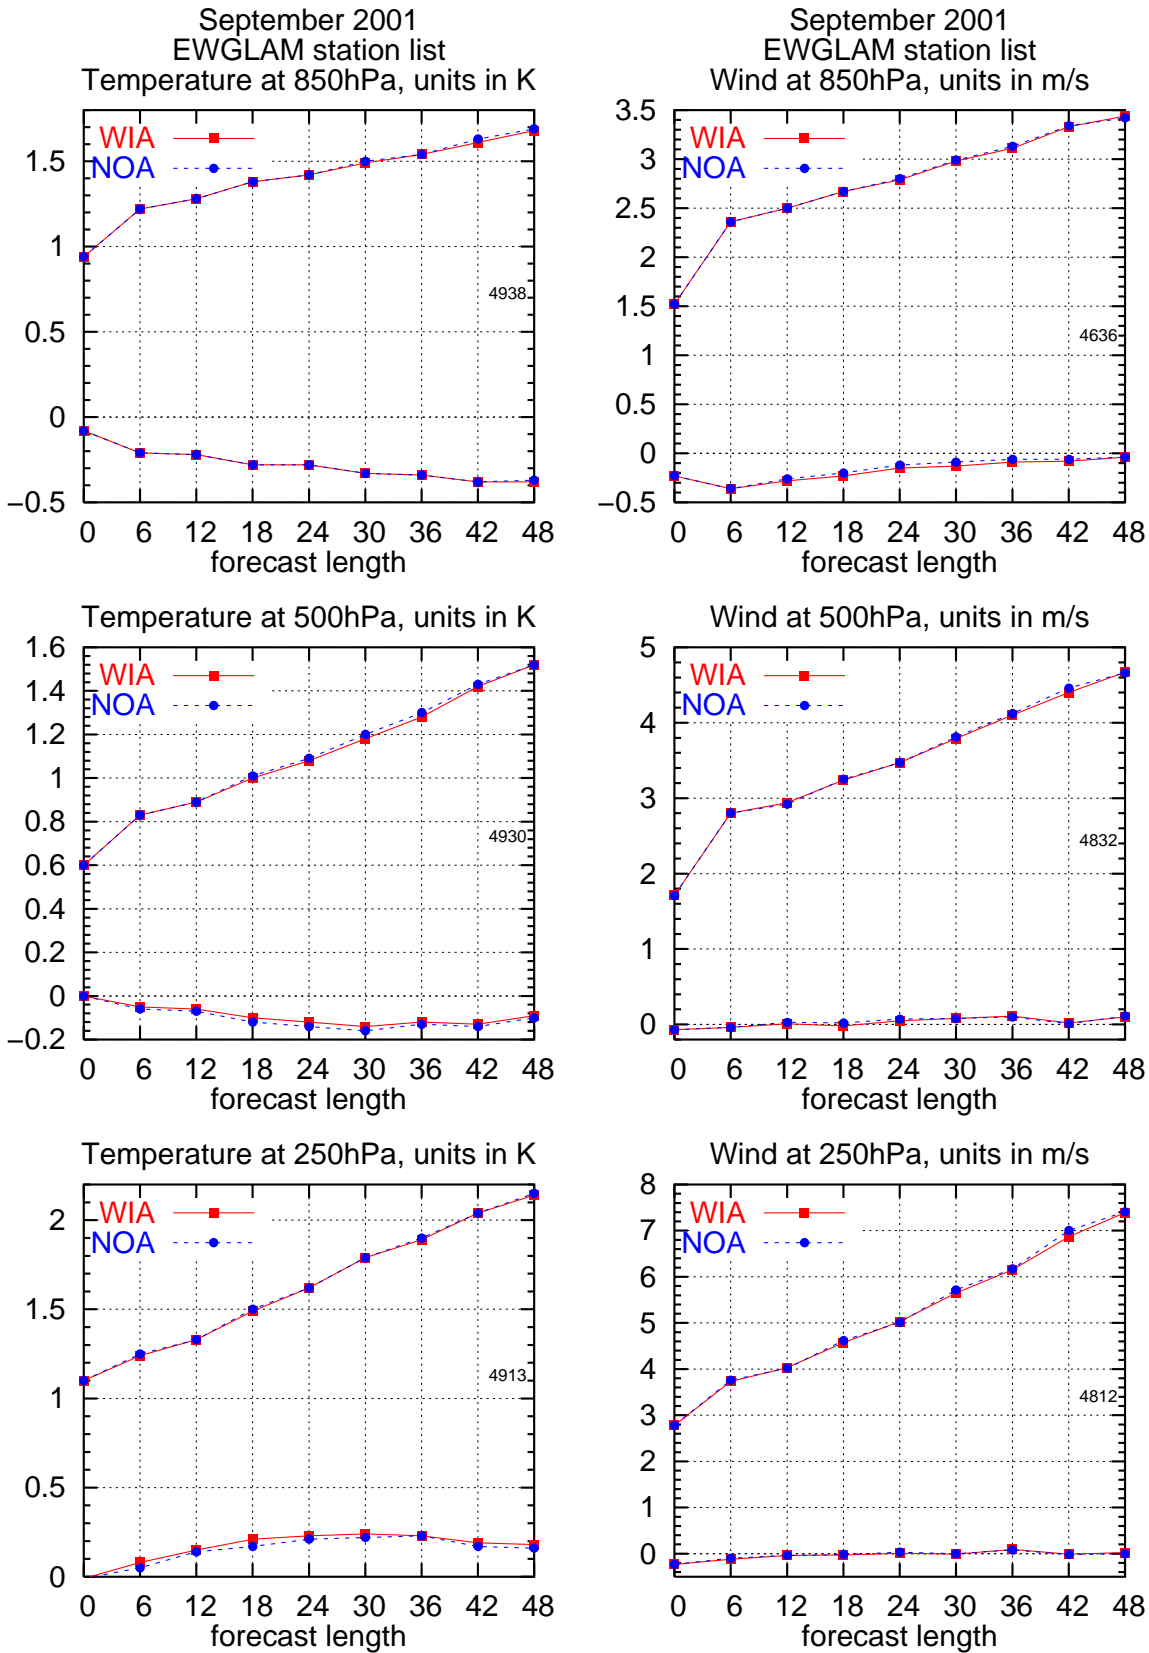 September 2001
EWGLAM station list
Temperature at 850hPa, units in K
WIA
NOA
1.5
1
0.5
0
−0.5
4938
0 6 12 18 24 30 36 42 48
forecast length
September 2001
EWGLAM station list
Wind at 850hPa, units in m/s
WIA
NOA
3.5
3
2.5
2
1.5
1
0.5
0
−0.5
4636
0 6 12 18 24 30 36 42 48
forecast length
Temperature at 500hPa, units in K
WIA
NOA
1.6
1.4
1.2
1
0.8
0.6
0.4
0.2
0
−0.2
4930
0 6 12 18 24 30 36 42 48
forecast length
Wind at 500hPa, units in m/s
WIA
NOA
5
4
3
2
1
0
4832
0 6 12 18 24 30 36 42 48
forecast length
Temperature at 250hPa, units in K
WIA
NOA
2
1.5
1
0.5
0
4913
0 6 12 18 24 30 36 42 48
forecast length
Wind at 250hPa, units in m/s
WIA
NOA
8
7
6
5
4
3
2
1
0
4812
0 6 12 18 24 30 36 42 48
forecast length